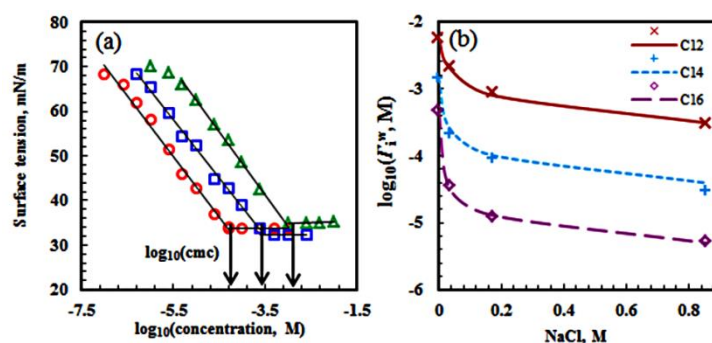 (a)
Surface tension, mN/m
80
70
60
50
40
30
20
log10(cmc)
-7.5 -5.5 -3.5 -1.5
log10(concentration, M)
(b)
log10(Γi^w, M)
-2
-3
-4
-5
-6
C12
C14
C16
0 0.2 0.4 0.6 0.8
NaCl, M